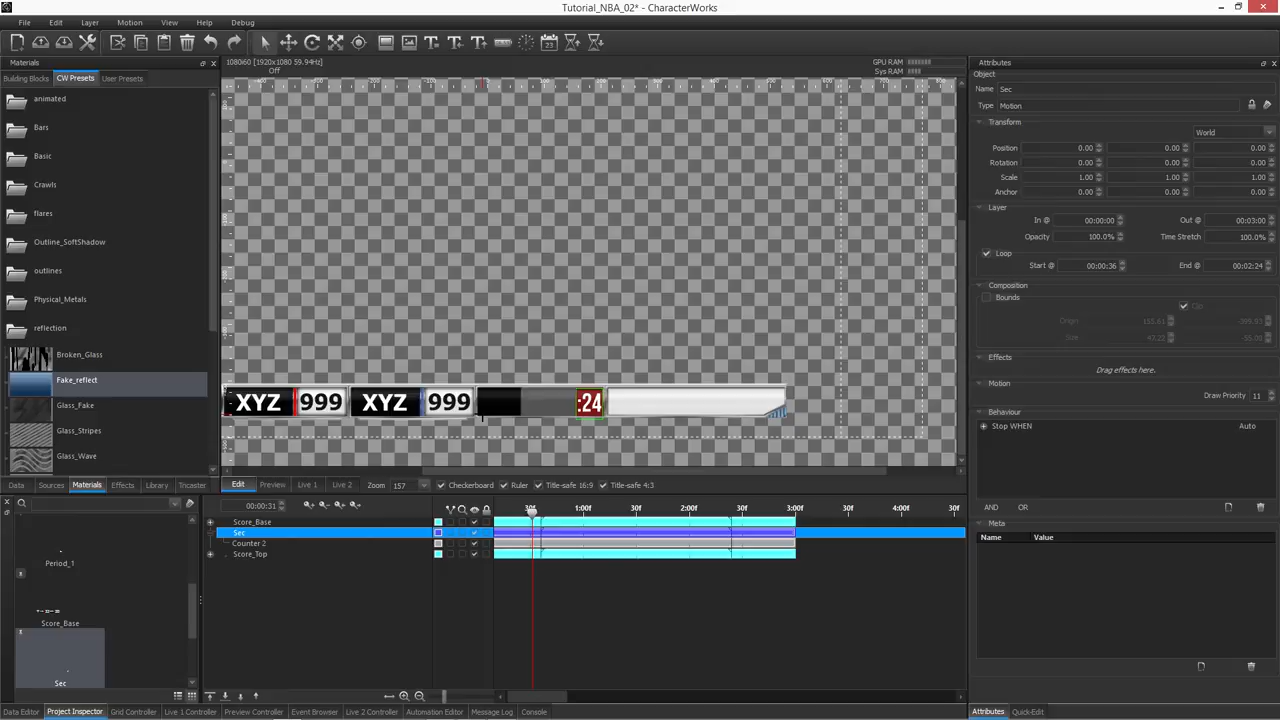 Tutorial_NBA_02* - CharacterWorks
File Edit Layer Motion View Help Debug
Materials
Building Blocks CW Presets User Presets
animated
Bars
Basic
Crawls
flares
Outline_SoftShadow
outlines
Physical_Metals
reflection
Broken_Glass
Fake_reflect
Glass_Fake
Glass_Stripes
Glass_Wave
Data Sources Materials Effects Library Tricaster
1080i60 [1920x1080 59.94Hz]
Off
GPU RAM
Sys RAM
XYZ 999 XYZ 999 :24
Edit Preview Live 1 Live 2 Zoom 157 Checkerboard Ruler Title-safe 16:9 Title-safe 4:3
Period_1
Score_Base
Sec
00:00:31
30f 1:00f 30f 2:00f 30f 3:00f 30f 4:00f 30f
Score_Base
Sec
Counter 2
Score_Top
Attributes
Object
Name Sec
Type Motion
Transform
World
Position 0.00 0.00 0.00
Rotation 0.00 0.00 0.00
Scale 1.00 1.00 1.00
Anchor 0.00 0.00 0.00
Layer
In @ 00:00:00 Out @ 00:03:00
Opacity 100.0% Time Stretch 100.0%
Loop
Start @ 00:00:36 End @ 00:02:24
Composition
Bounds
Clip
Origin
Size
Effects
Drag effects here.
Motion
Draw Priority 11
Behaviour
Stop WHEN Auto
AND OR
Meta
Name Value
Data Editor Project Inspector Grid Controller Live 1 Controller Preview Controller Event Browser Live 2 Controller Automation Editor Message Log Console
Attributes Quick-Edit